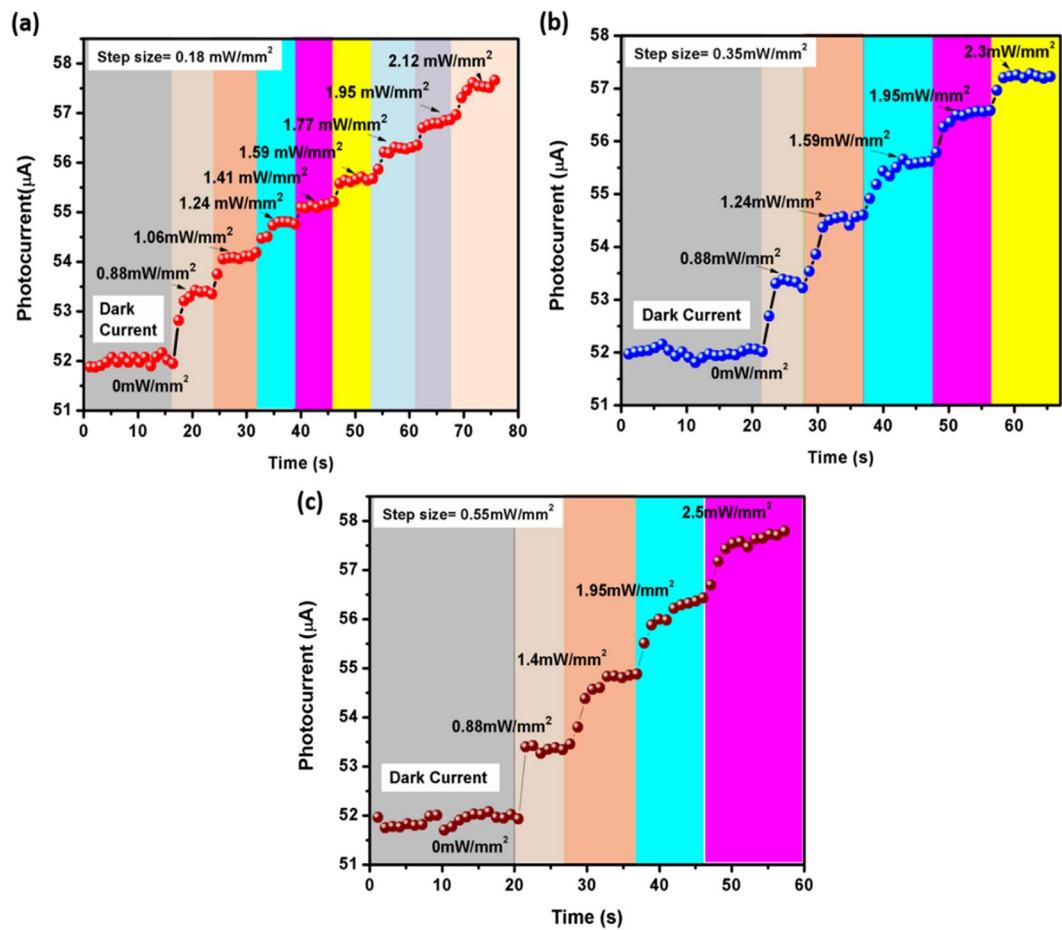 (a)
Step size= 0.18 mW/mm²
58
57
56
55
54
53
52
51
Photocurrent(μA)
2.12 mW/mm²
1.95 mW/mm²
1.77 mW/mm²
1.59 mW/mm²
1.41 mW/mm²
1.24 mW/mm²
1.06mW/mm²
0.88mW/mm²
Dark
Current
0mW/mm²
0 10 20 30 40 50 60 70 80
Time (s)
(b)
Step size= 0.35mW/mm²
58
57
56
55
54
53
52
51
Photocurrent (μA)
2.3mW/mm²
1.95mW/mm²
1.59mW/mm²
1.24mW/mm²
0.88mW/mm²
Dark Current
0mW/mm²
0 10 20 30 40 50 60
Time (s)
(c)
Step size= 0.55mW/mm²
58
57
56
55
54
53
52
51
Photocurrent (μA)
2.5mW/mm²
1.95mW/mm²
1.4mW/mm²
0.88mW/mm²
Dark Current
0mW/mm²
0 10 20 30 40 50 60
Time (s)